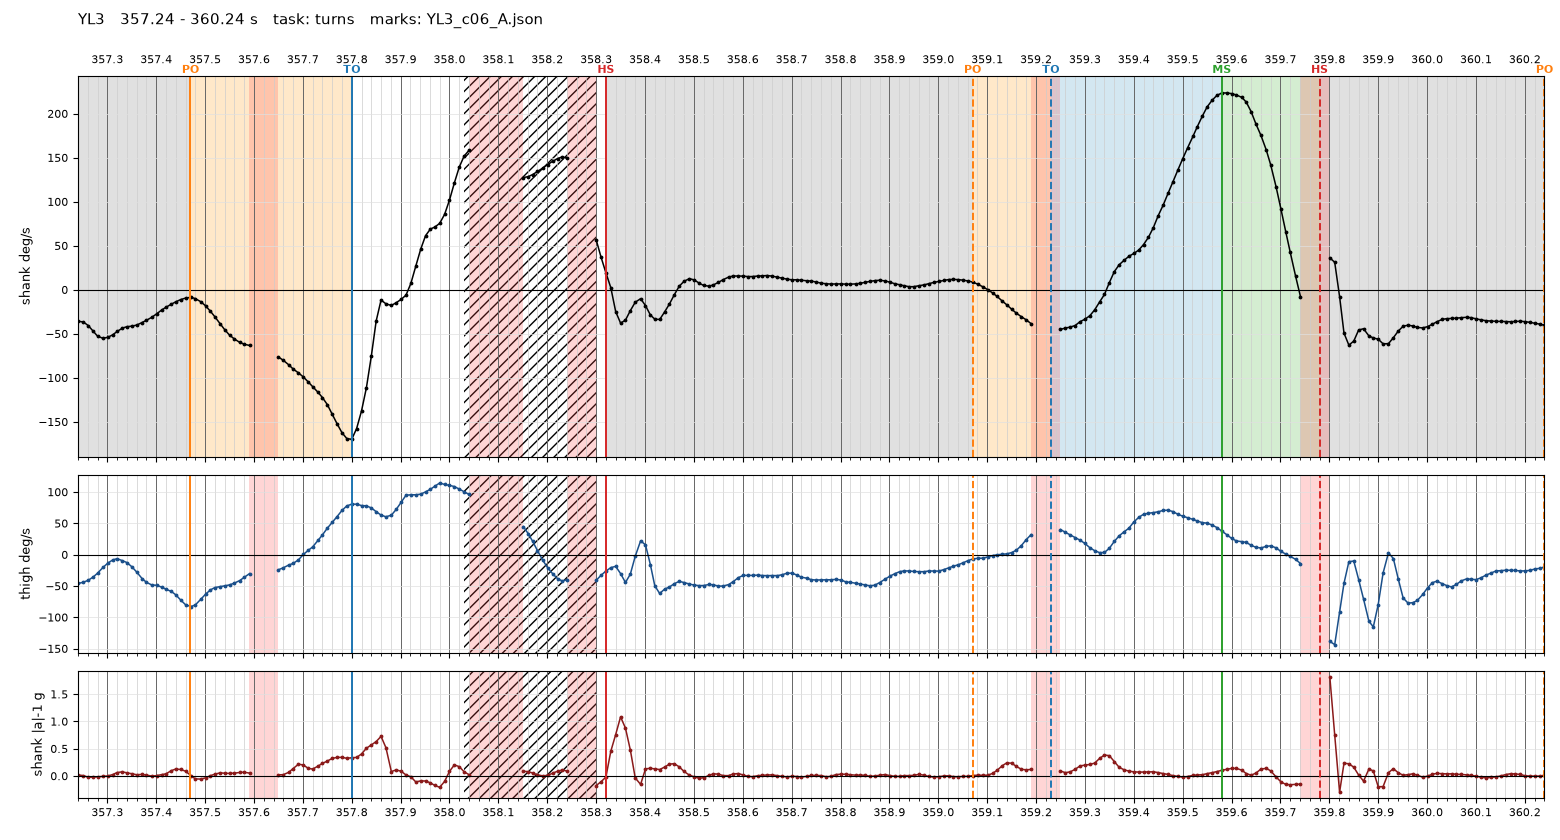 YL3   357.24 - 360.24 s   task: turns   marks: YL3_c06_A.json
357.3 357.4 357.5 357.6 357.7 357.8 357.9 358.0 358.1 358.2 358.3 358.4 358.5 358.6 358.7 358.8 358.9 359.0 359.1 359.2 359.3 359.4 359.5 359.6 359.7 359.8 359.9 360.0 360.1 360.2
PO TO HS PO TO MS HS PO
shank deg/s
200
150
100
50
0
−50
−100
−150
thigh deg/s
100
50
0
−50
−100
−150
shank |a|-1 g
1.5
1.0
0.5
0.0
357.3 357.4 357.5 357.6 357.7 357.8 357.9 358.0 358.1 358.2 358.3 358.4 358.5 358.6 358.7 358.8 358.9 359.0 359.1 359.2 359.3 359.4 359.5 359.6 359.7 359.8 359.9 360.0 360.1 360.2